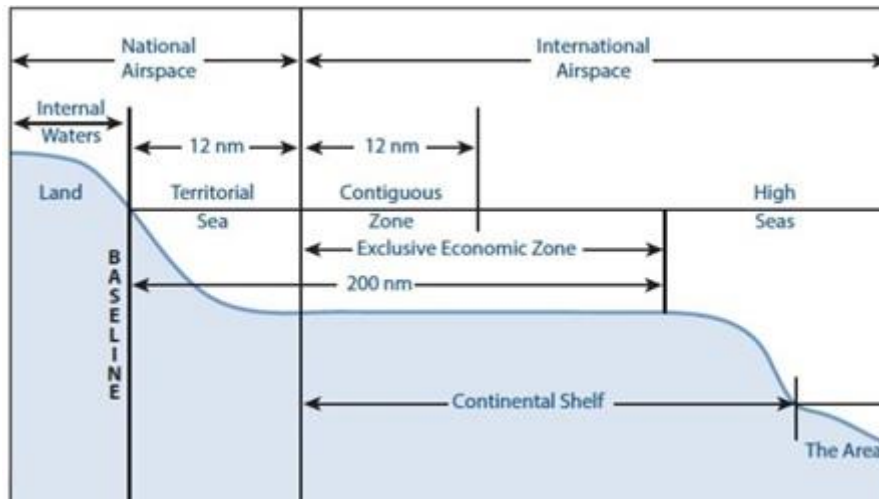 National
Airspace
International
Airspace
Internal
Waters
12 nm
12 nm
Land
Territorial
Sea
Contiguous
Zone
High
Seas
Exclusive Economic Zone
200 nm
BASELINE
Continental Shelf
The Area